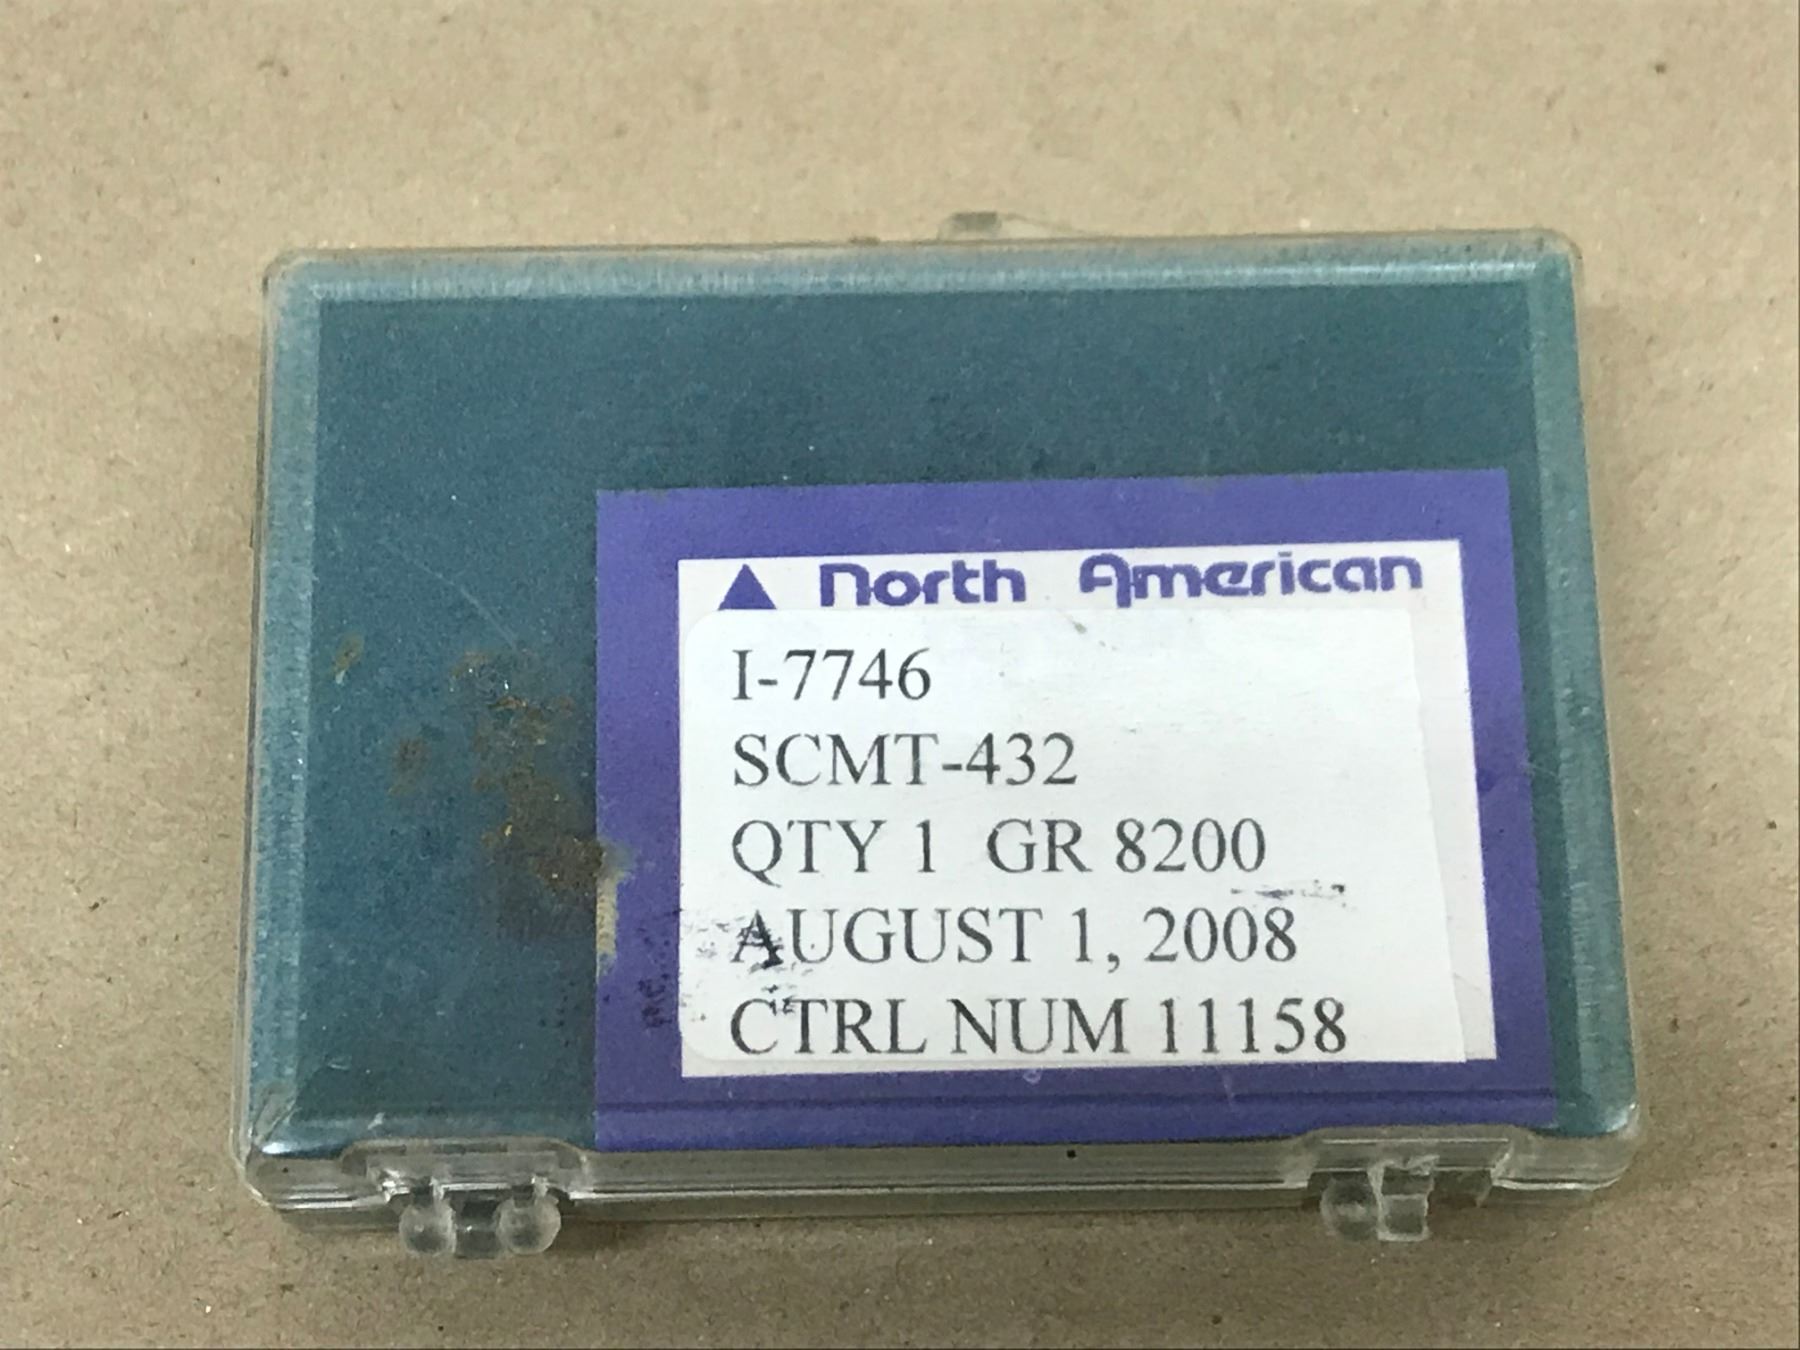 North American
I-7746
SCMT-432
QTY 1 GR 8200
AUGUST 1, 2008
CTRL NUM 11158